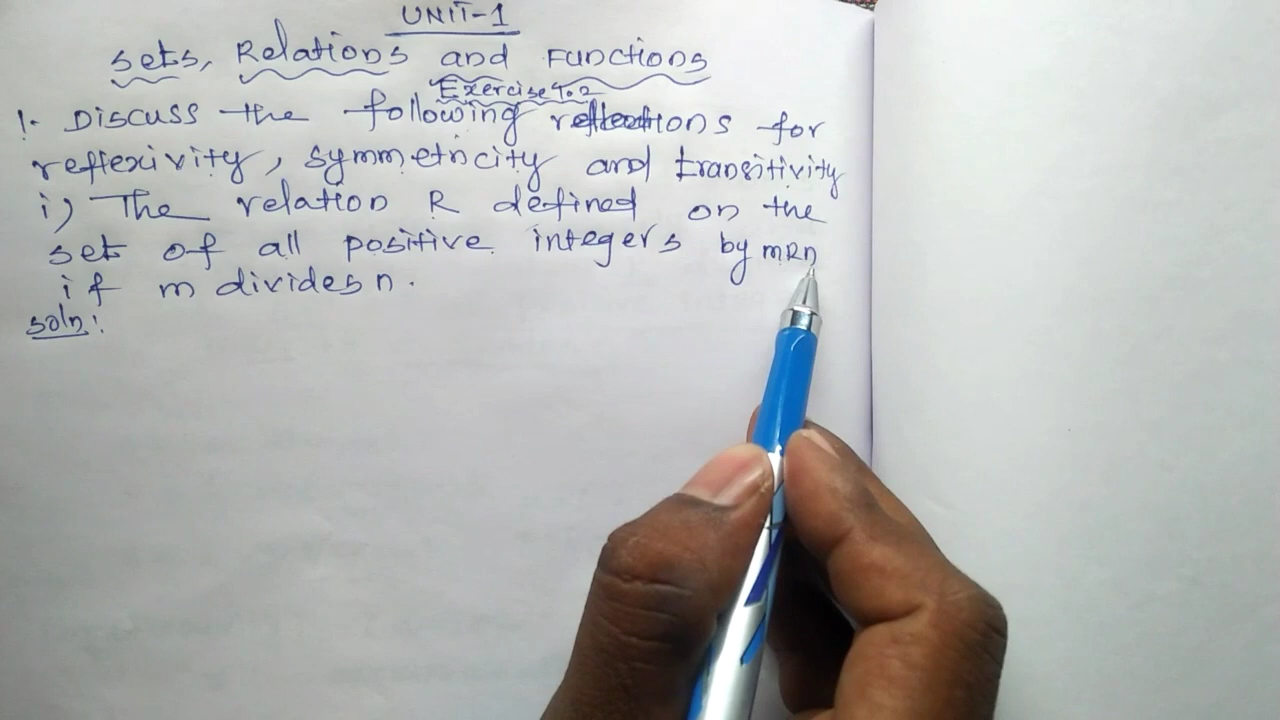 UNIT-1
Sets, Relations and Functions
Exercise 1.2
1. Discuss the following relations for
reflexivity, symmetricity and transitivity
i) The relation R defined on the
set of all positive integers by mRn
if m divides n.
Soln: